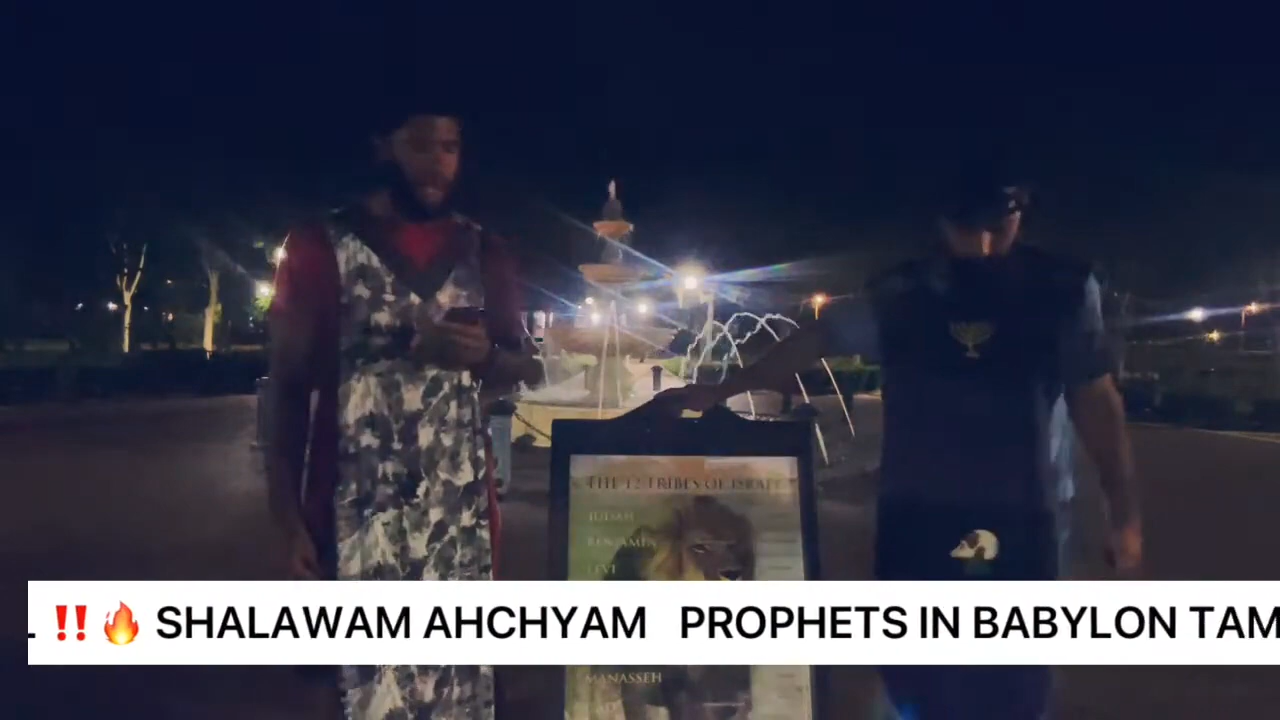 THE 12 TRIBES OF ISRAEL
JUDAH
BENJAMIN
LEVI
‼️🔥 SHALAWAM AHCHYAM PROPHETS IN BABYLON TAM
MANASSEH